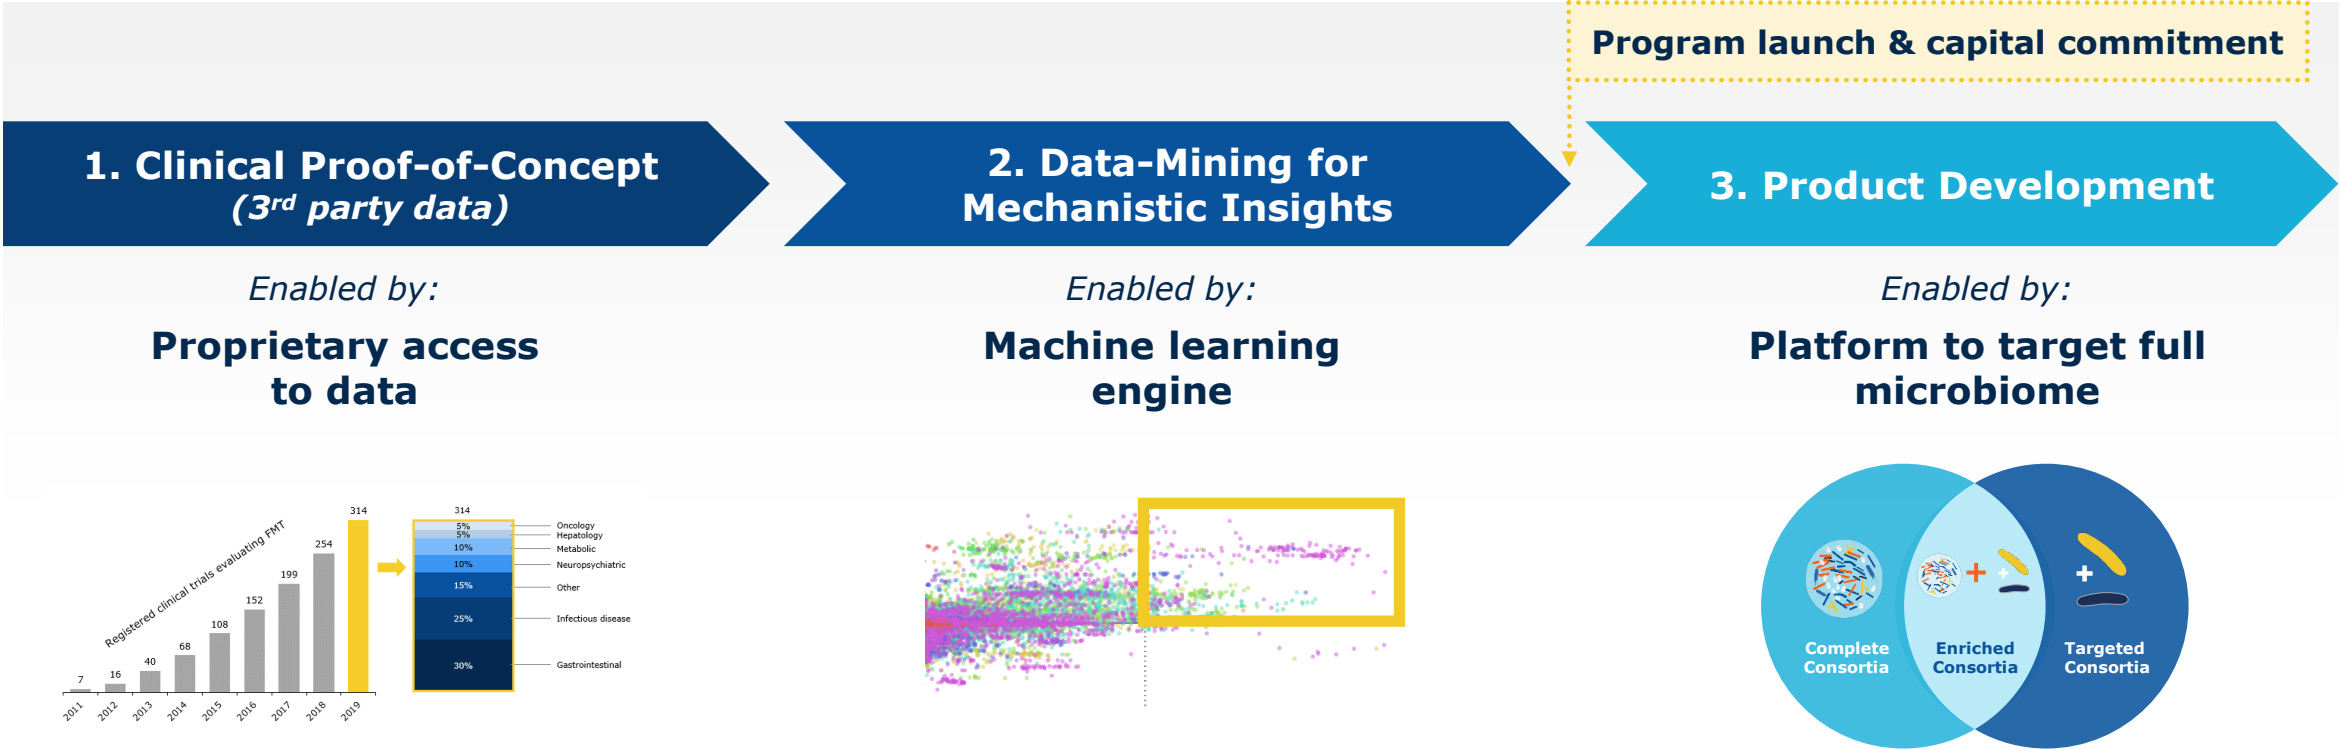 Program launch & capital commitment
1. Clinical Proof-of-Concept
(3rd party data)
2. Data-Mining for
Mechanistic Insights
3. Product Development
Enabled by:
Proprietary access
to data
Enabled by:
Machine learning
engine
Enabled by:
Platform to target full
microbiome
Registered clinical trials evaluating FMT
7
16
40
68
108
152
199
254
314
2011
2012
2013
2014
2015
2016
2017
2018
2019
314
5%
Oncology
5%
Hepatology
10%
Metabolic
10%
Neuropsychiatric
15%
Other
25%
Infectious disease
30%
Gastrointestinal
Complete
Consortia
Enriched
Consortia
Targeted
Consortia